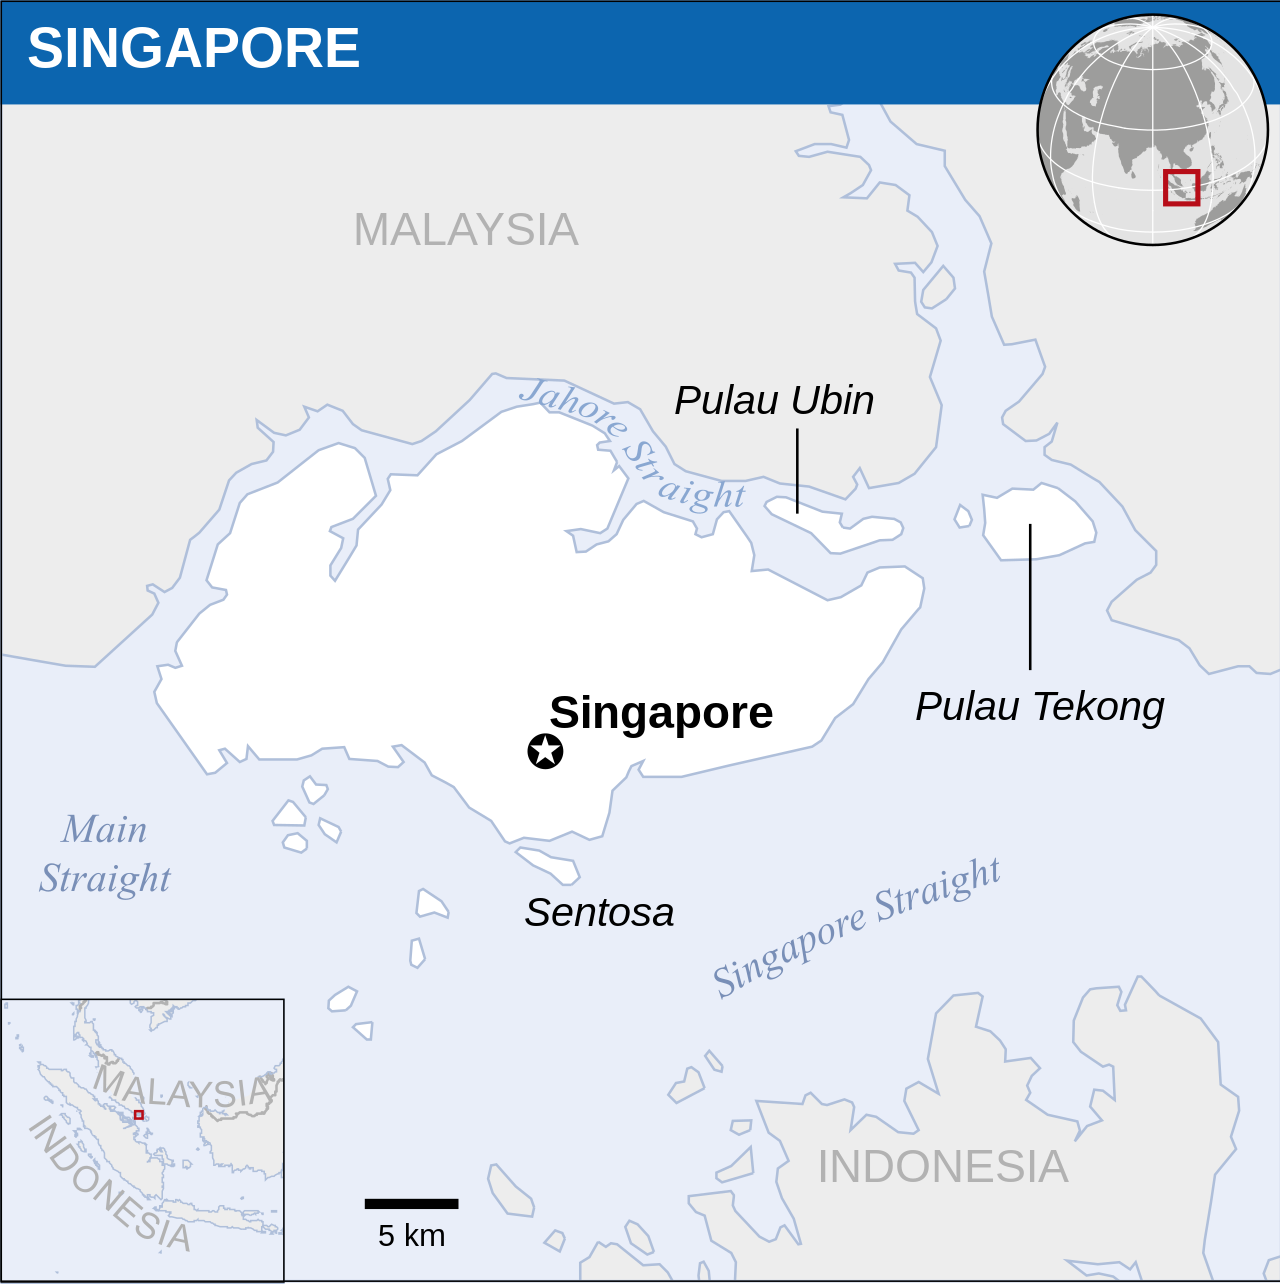 SINGAPORE
MALAYSIA
Jahore Straight
Pulau Ubin
Singapore
Pulau Tekong
Main
Straight
Sentosa
Singapore Straight
MALAYSIA
INDONESIA
INDONESIA
5 km